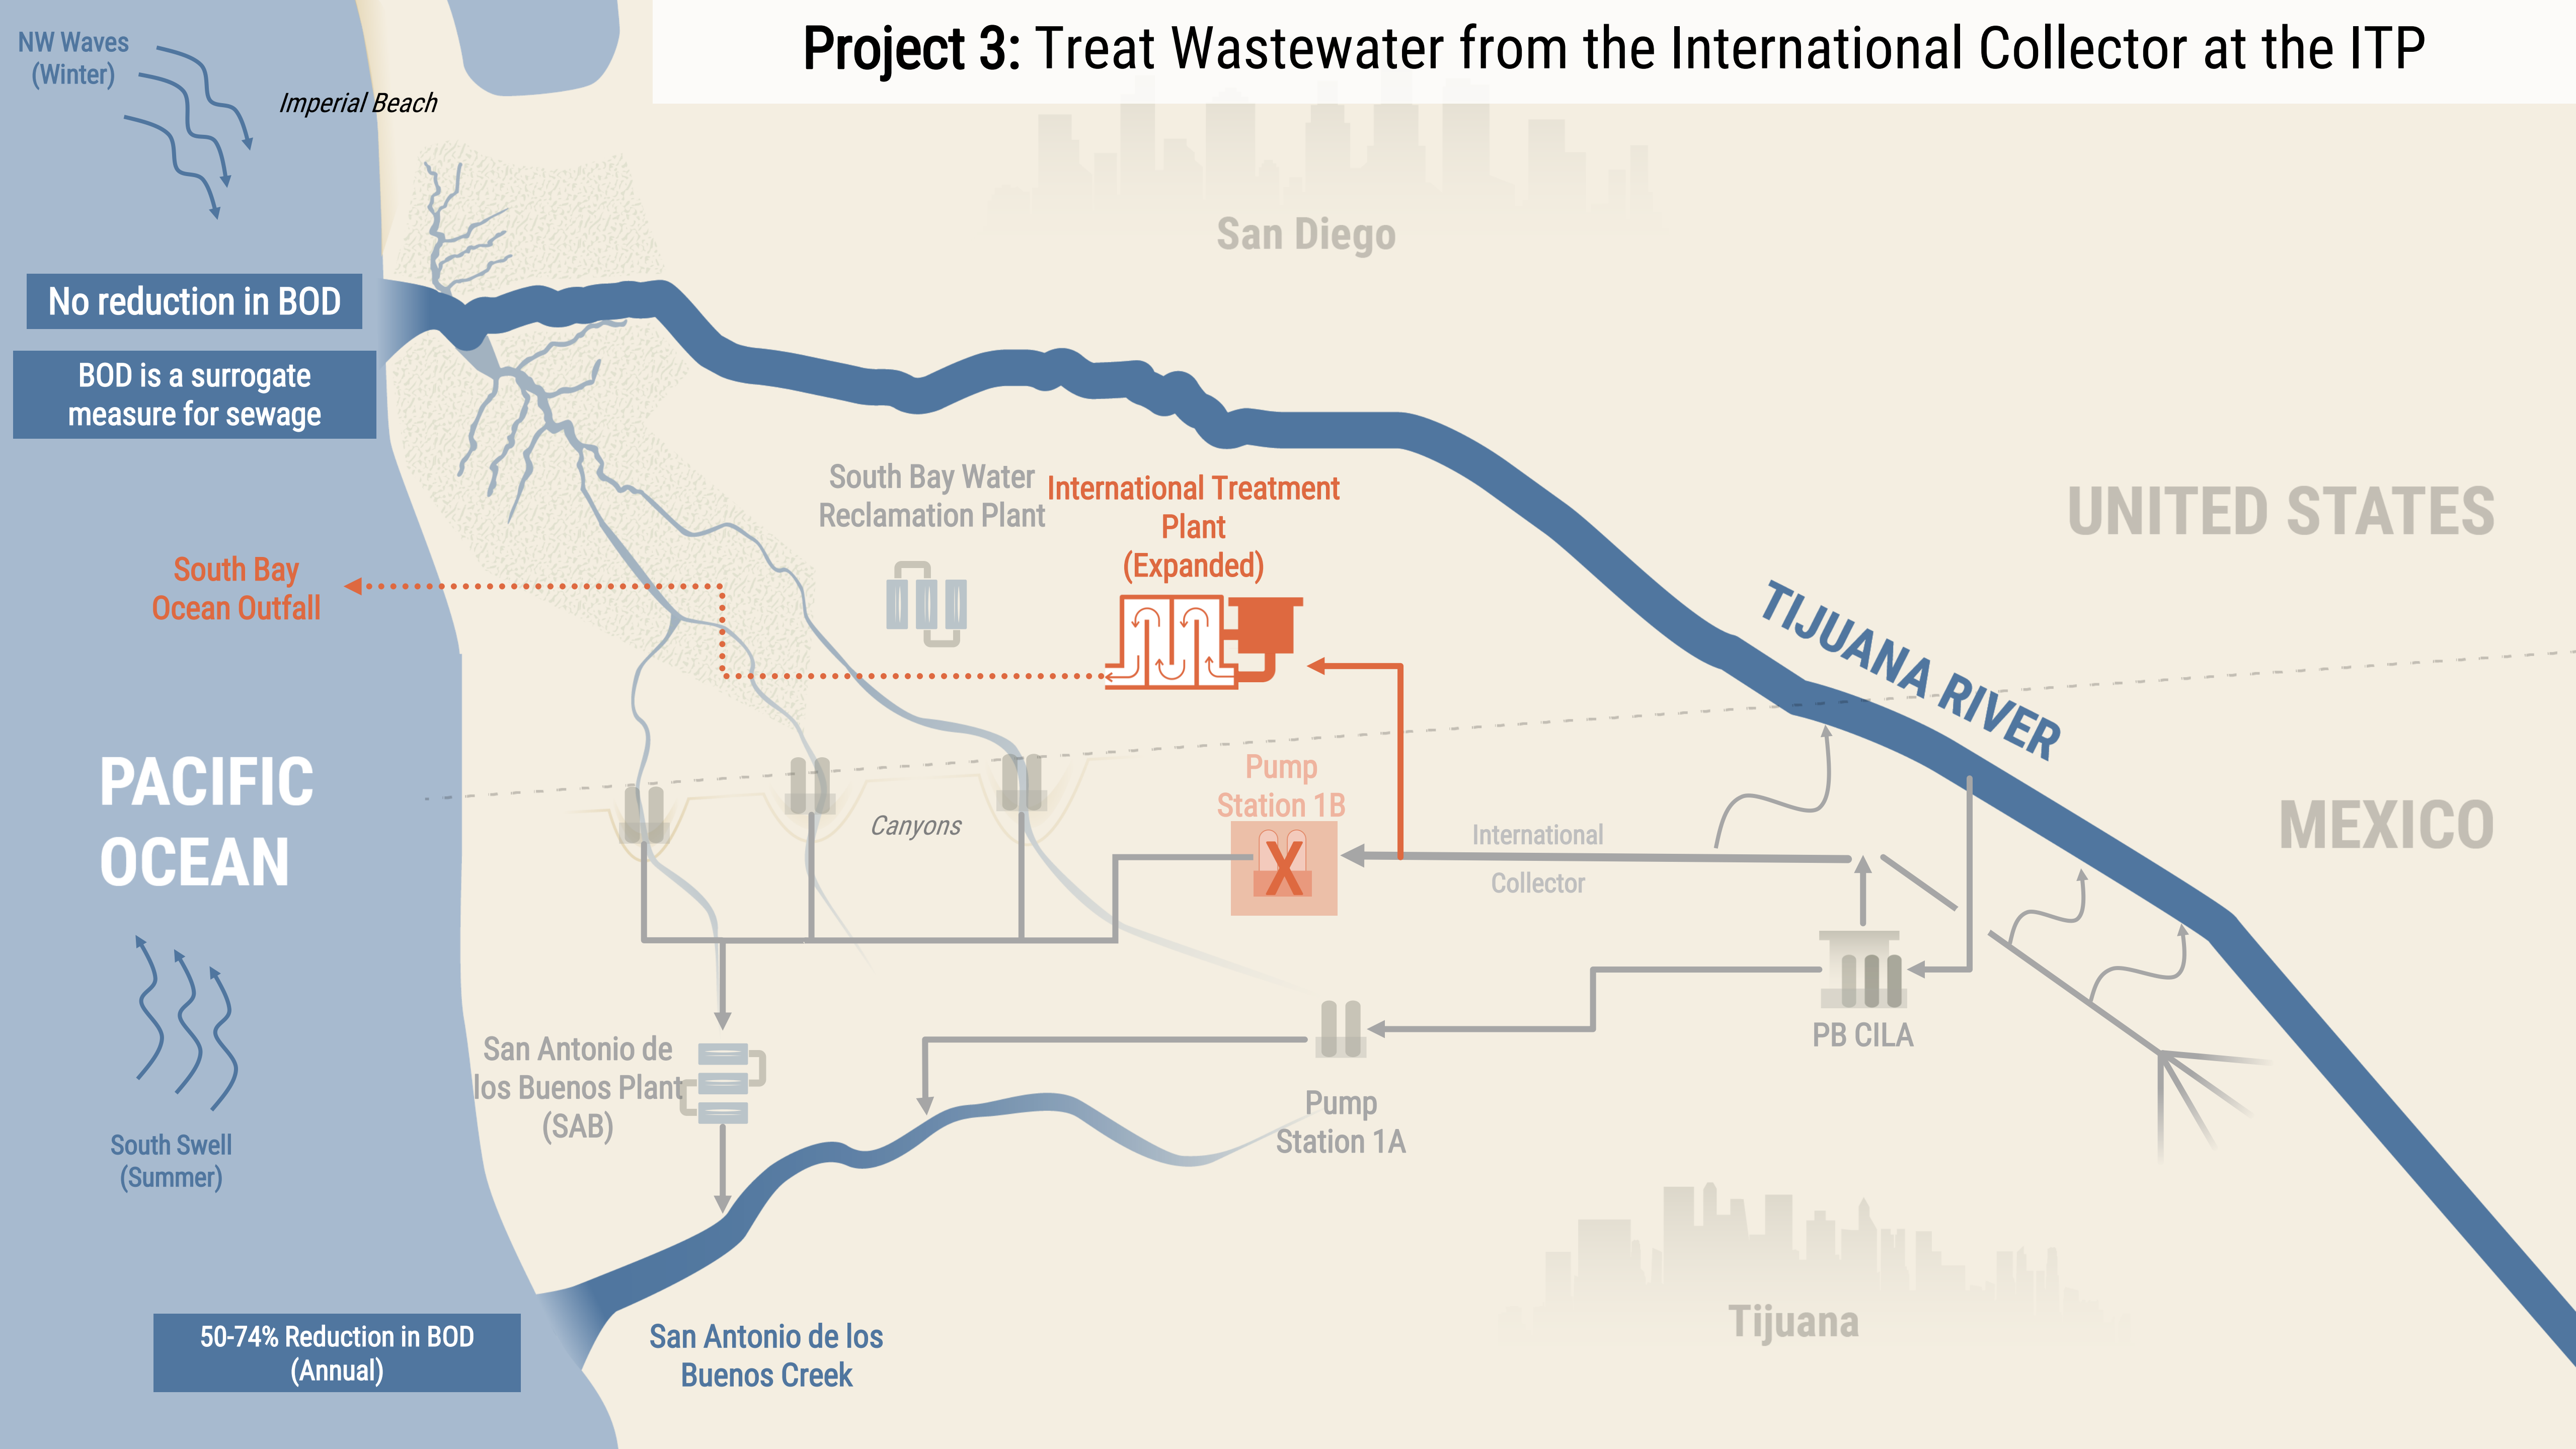 Project 3: Treat Wastewater from the International Collector at the ITP
NW Waves
(Winter)
Imperial Beach
San Diego
No reduction in BOD
BOD is a surrogate
measure for sewage
South Bay Water
Reclamation Plant
International Treatment
Plant
(Expanded)
UNITED STATES
South Bay
Ocean Outfall
TIJUANA RIVER
PACIFIC
OCEAN
Pump
Station 1B
X
Canyons
International
Collector
MEXICO
San Antonio de
los Buenos Plant
(SAB)
PB CILA
Pump
Station 1A
South Swell
(Summer)
50-74% Reduction in BOD
(Annual)
San Antonio de los
Buenos Creek
Tijuana